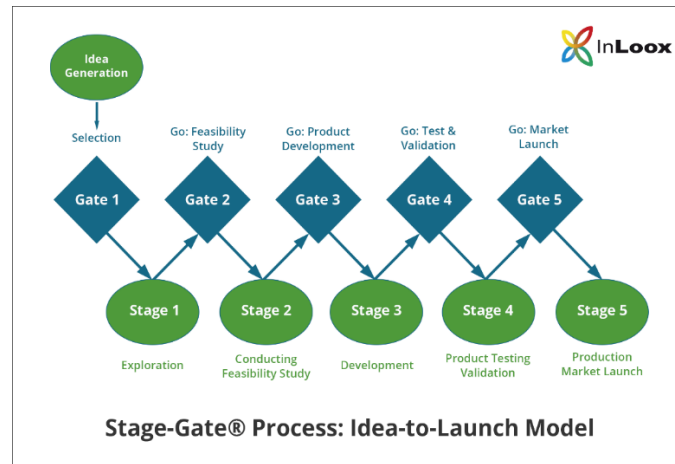 Idea
Generation
InLoox
Selection
Go: Feasibility
Study
Go: Product
Development
Go: Test &
Validation
Go: Market
Launch
Gate 1
Gate 2
Gate 3
Gate 4
Gate 5
Stage 1
Stage 2
Stage 3
Stage 4
Stage 5
Exploration
Conducting
Feasibility Study
Development
Product Testing
Validation
Production
Market Launch
Stage-Gate® Process: Idea-to-Launch Model